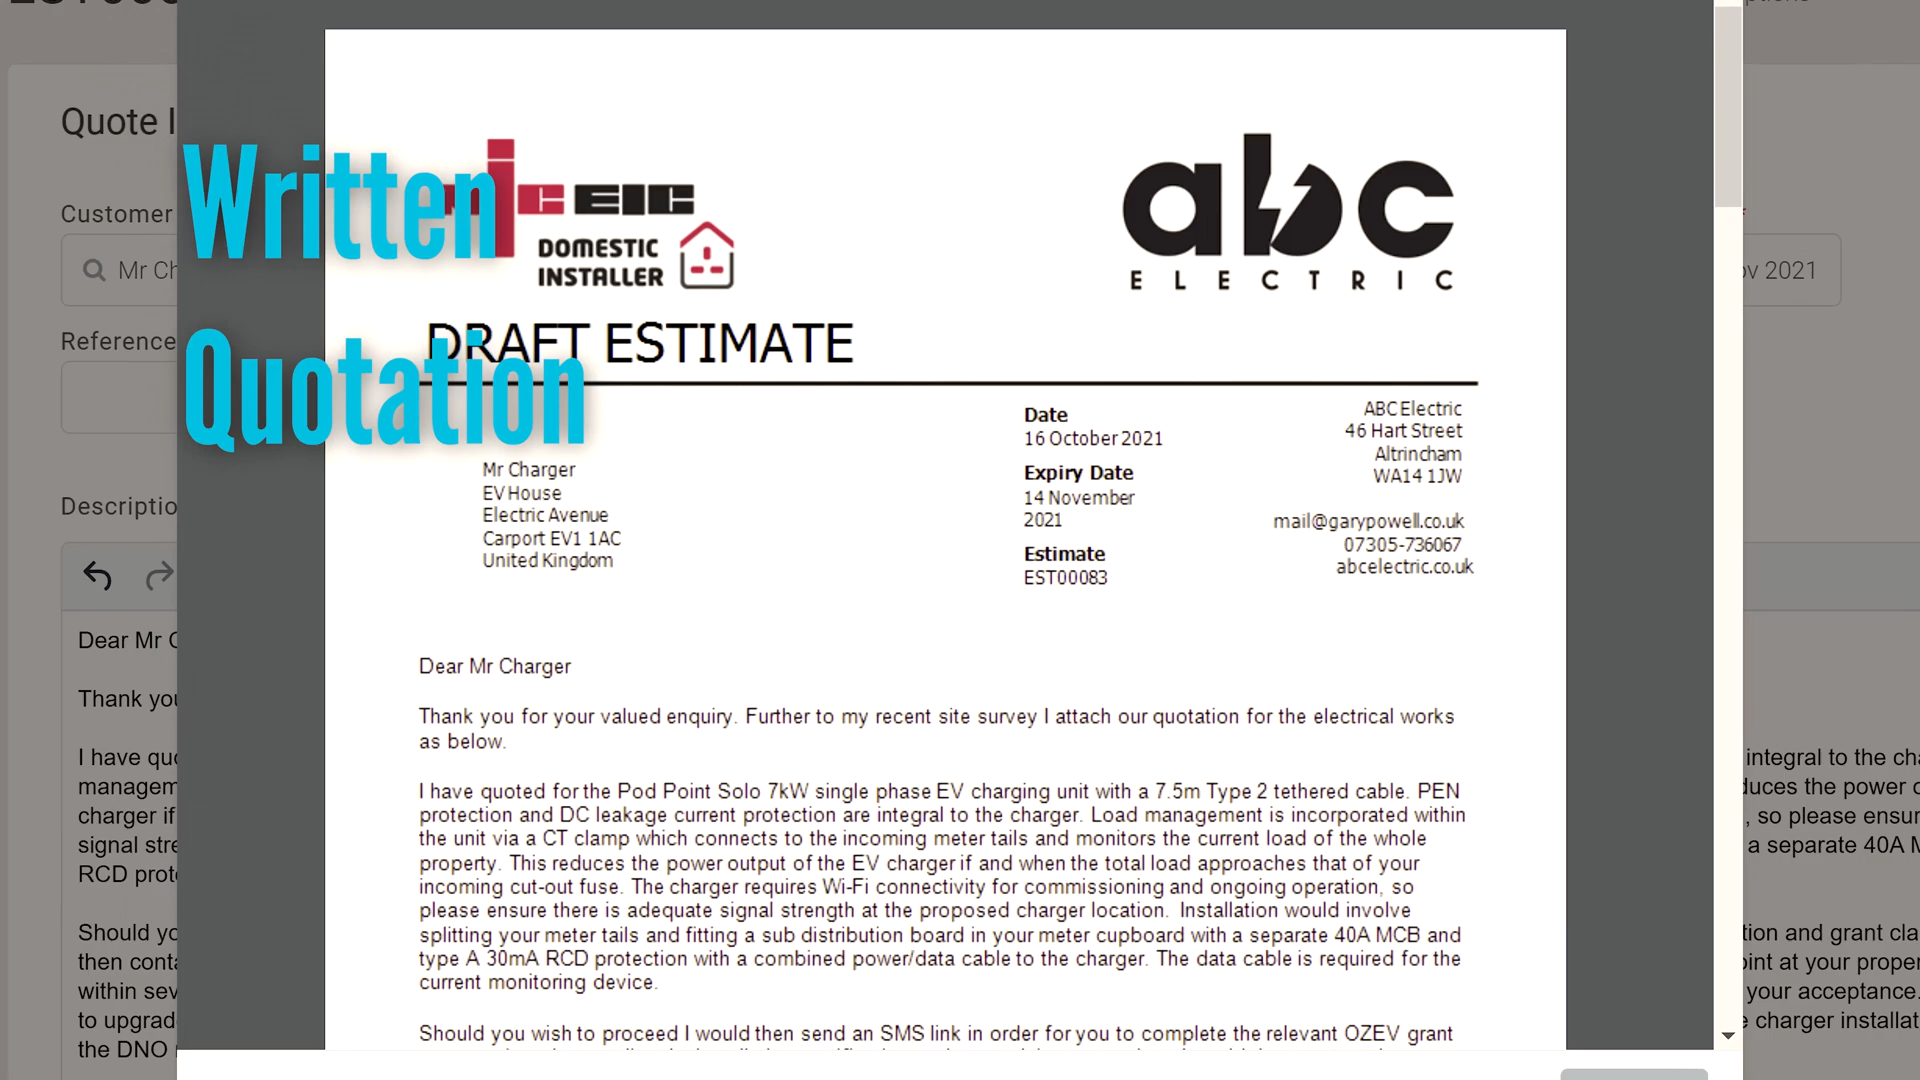 Quote I
Customer
Mr Ch
Reference
Descriptio
Dear Mr C
Thank you
I have quo
managem
charger if
signal stre
RCD prot
Should yo
then conta
within sev
to upgrad
the DNO
Written
Quotation
CEIC
DOMESTIC
INSTALLER
abc
ELECTRIC
DRAFT ESTIMATE
Mr Charger
EV House
Electric Avenue
Carport EV1 1AC
United Kingdom
Date
16 October 2021
Expiry Date
14 November
2021
Estimate
EST00083
ABC Electric
46 Hart Street
Altrincham
WA14 1JW
mail@garypowell.co.uk
07305-736067
abcelectric.co.uk
Dear Mr Charger
Thank you for your valued enquiry. Further to my recent site survey I attach our quotation for the electrical works
as below.
I have quoted for the Pod Point Solo 7kW single phase EV charging unit with a 7.5m Type 2 tethered cable. PEN
protection and DC leakage current protection are integral to the charger. Load management is incorporated within
the unit via a CT clamp which connects to the incoming meter tails and monitors the current load of the whole
property. This reduces the power output of the EV charger if and when the total load approaches that of your
incoming cut-out fuse. The charger requires Wi-Fi connectivity for commissioning and ongoing operation, so
please ensure there is adequate signal strength at the proposed charger location. Installation would involve
splitting your meter tails and fitting a sub distribution board in your meter cupboard with a separate 40A MCB and
type A 30mA RCD protection with a combined power/data cable to the charger. The data cable is required for the
current monitoring device.
Should you wish to proceed I would then send an SMS link in order for you to complete the relevant OZEV grant
ov 2021
integral to the cha
duces the power o
, so please ensur
a separate 40A M
tion and grant cla
oint at your proper
your acceptance.
e charger installat